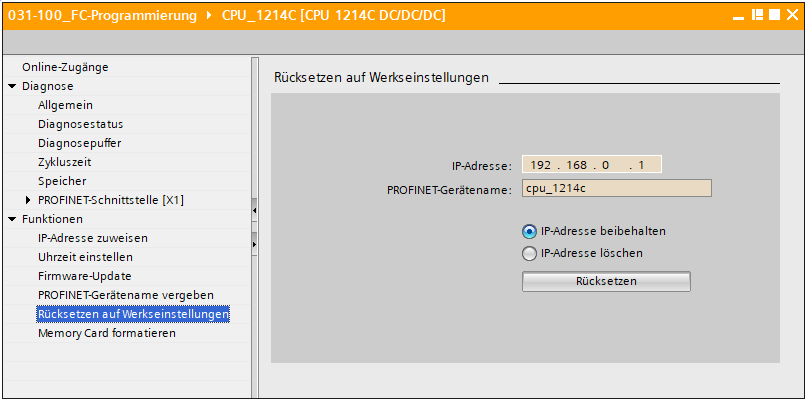 031-100_FC-Programmierung ▸ CPU_1214C [CPU 1214C DC/DC/DC]
Online-Zugänge
Diagnose
Allgemein
Diagnosestatus
Diagnosepuffer
Zykluszeit
Speicher
PROFINET-Schnittstelle [X1]
Funktionen
IP-Adresse zuweisen
Uhrzeit einstellen
Firmware-Update
PROFINET-Gerätename vergeben
Rücksetzen auf Werkseinstellungen
Memory Card formatieren
Rücksetzen auf Werkseinstellungen
IP-Adresse: 192 . 168 . 0 . 1
PROFINET-Gerätename: cpu_1214c
IP-Adresse beibehalten
IP-Adresse löschen
Rücksetzen